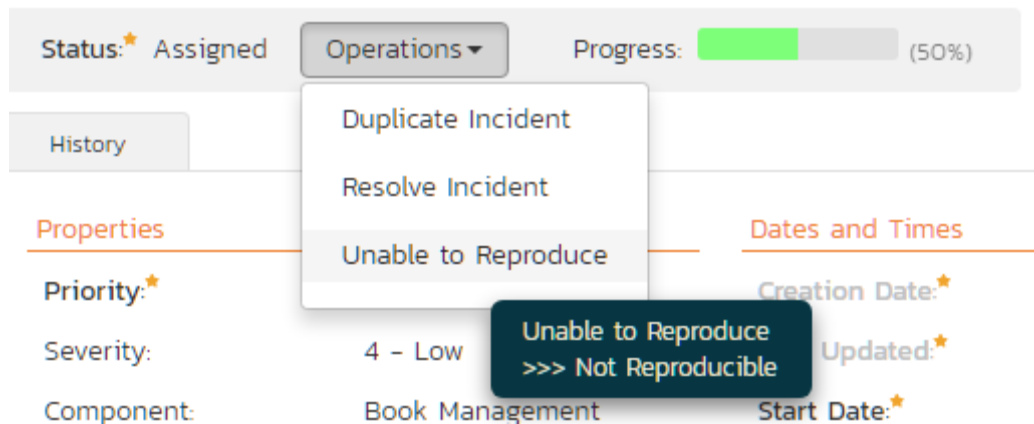 Status:* Assigned Operations Progress: (50%)
Duplicate Incident
History
Resolve Incident
Properties Dates and Times
Unable to Reproduce
Priority:* Creation Date:*
Unable to Reproduce
>>> Not Reproducible
Severity: 4 - Low Updated:*
Component: Book Management Start Date:*